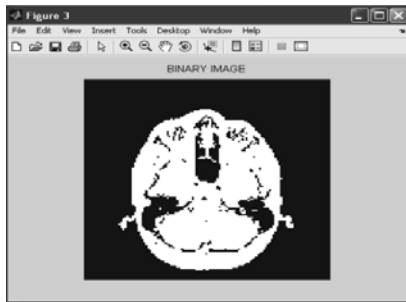 Figure 3
File Edit View Insert Tools Desktop Window Help
BINARY IMAGE